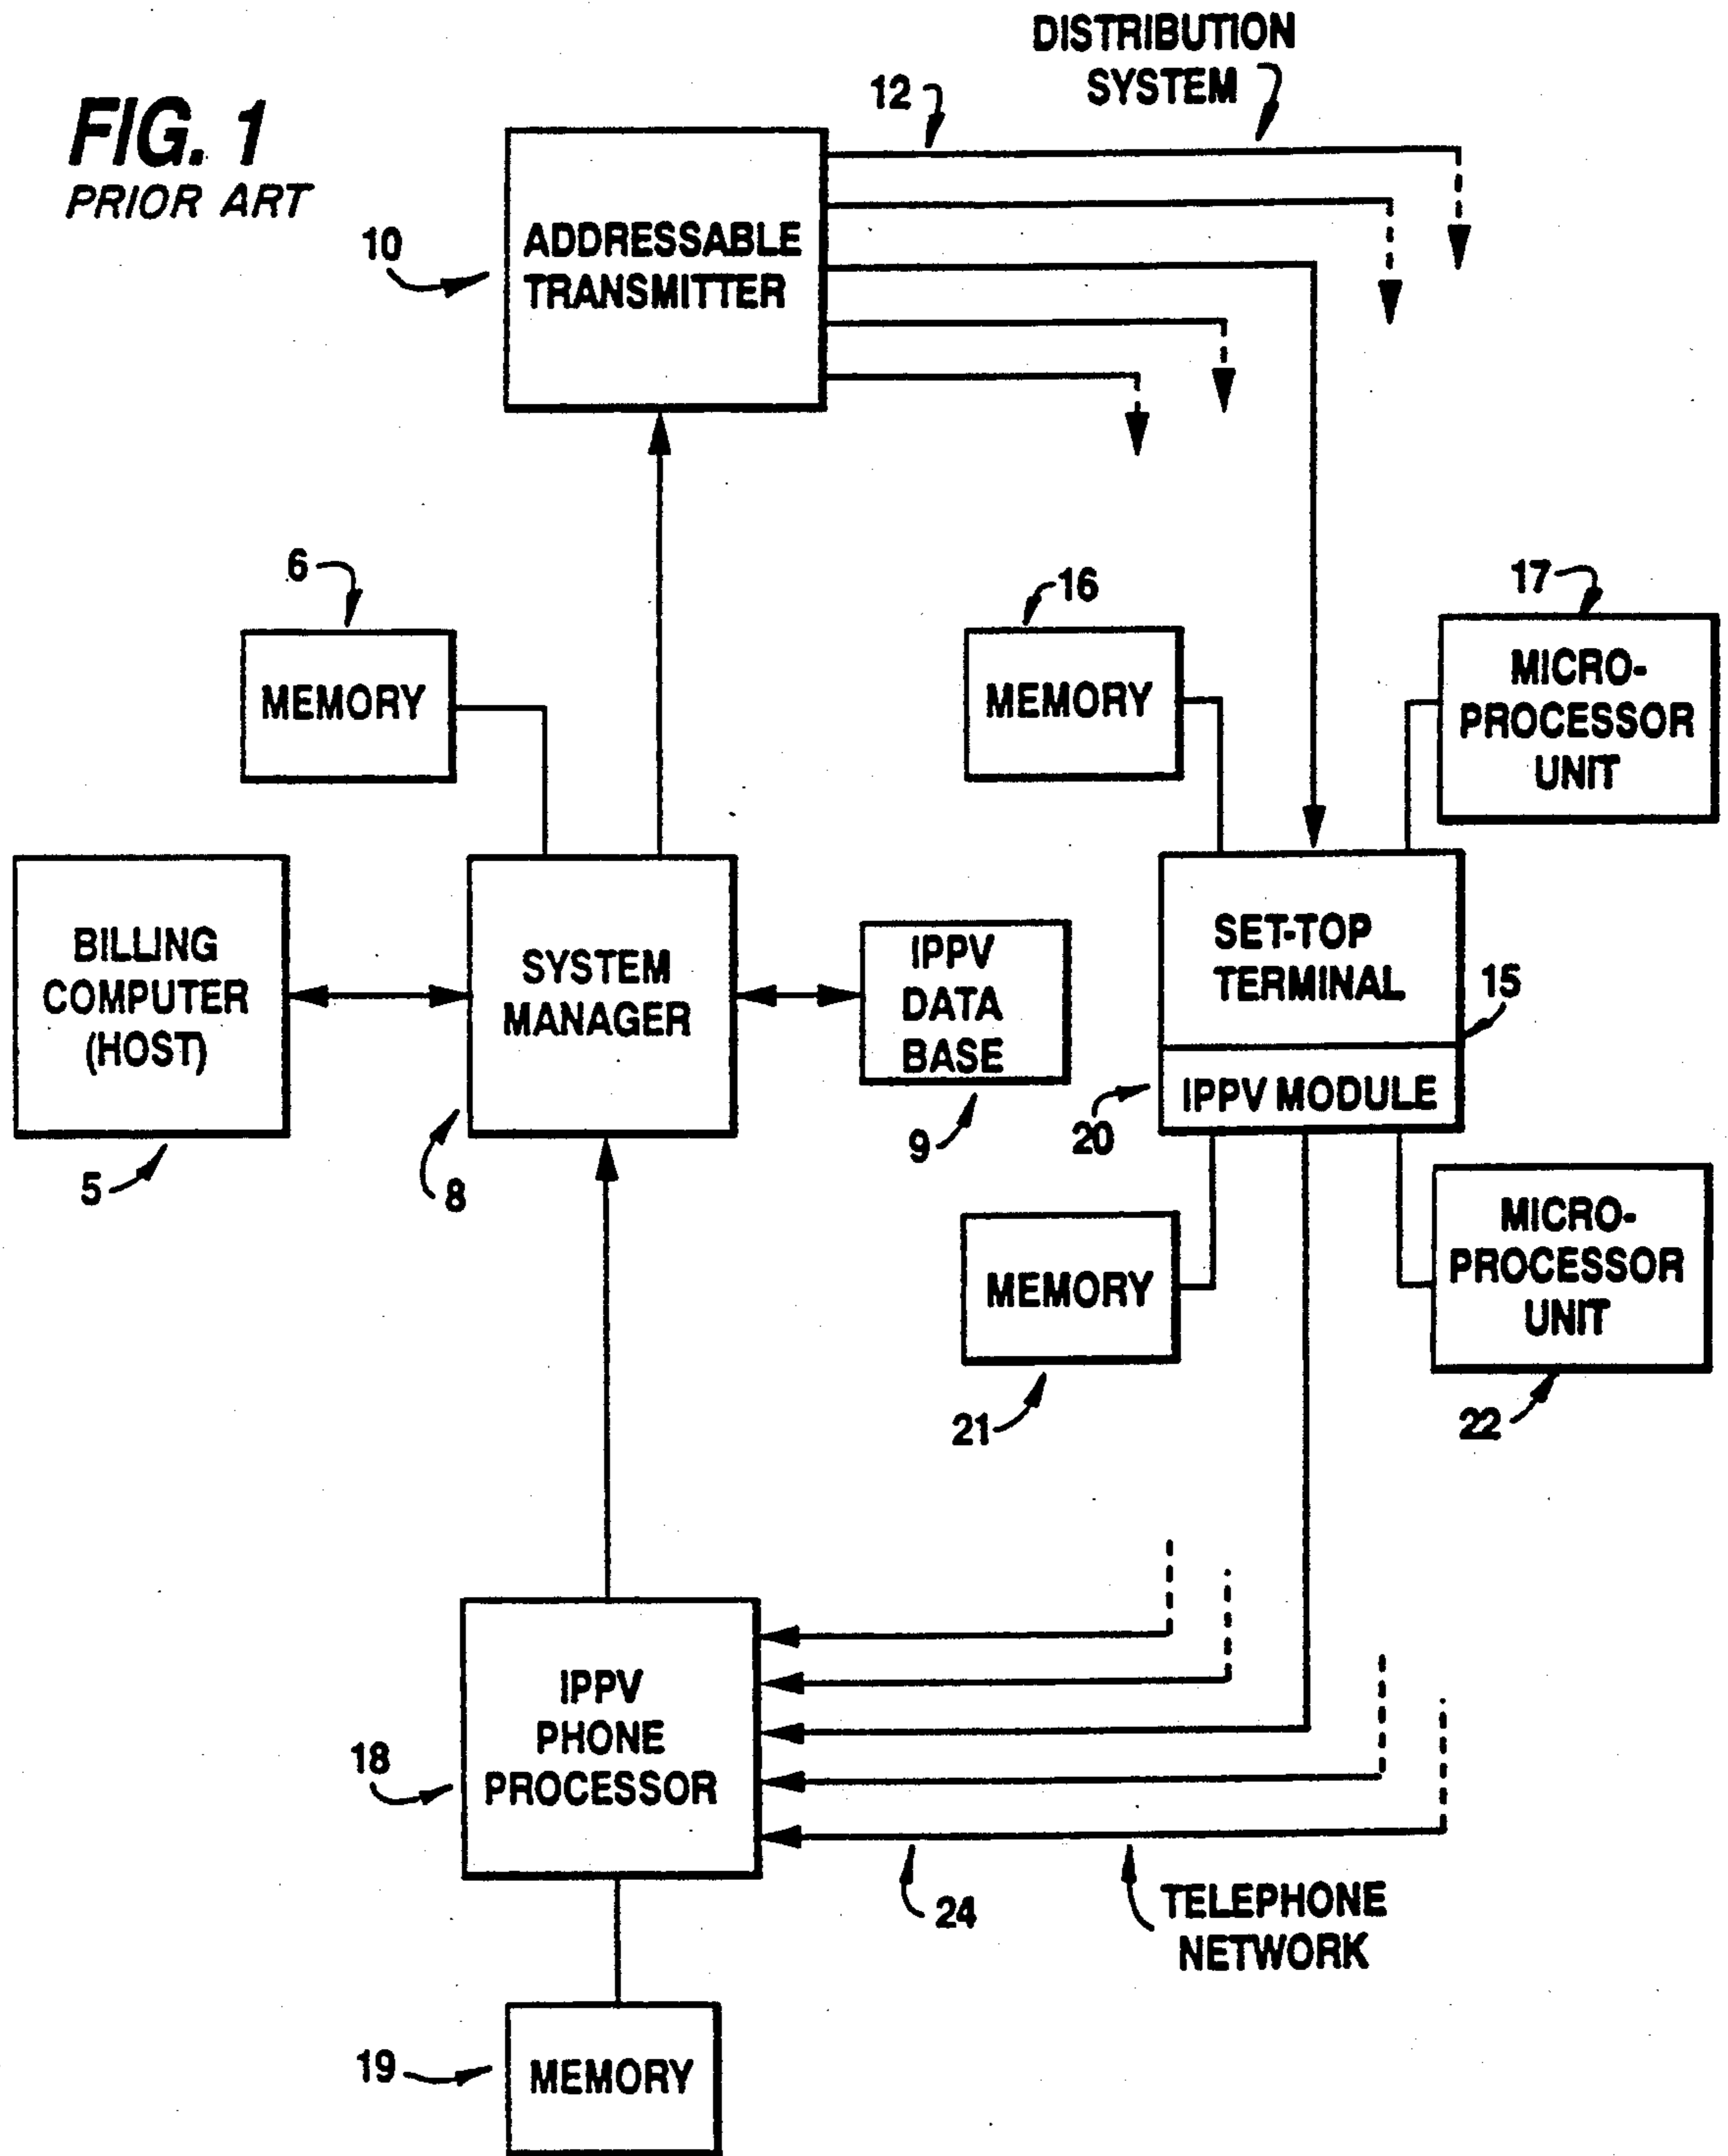 FIG. 1
PRIOR ART
DISTRIBUTION
SYSTEM
12
10
ADDRESSABLE
TRANSMITTER
6
MEMORY
16
MEMORY
17
MICRO-
PROCESSOR
UNIT
BILLING
COMPUTER
(HOST)
5
SYSTEM
MANAGER
8
IPPV
DATA
BASE
9
SET-TOP
TERMINAL
15
IPPV MODULE
20
MEMORY
21
MICRO-
PROCESSOR
UNIT
22
IPPV
PHONE
PROCESSOR
18
24
TELEPHONE
NETWORK
19
MEMORY